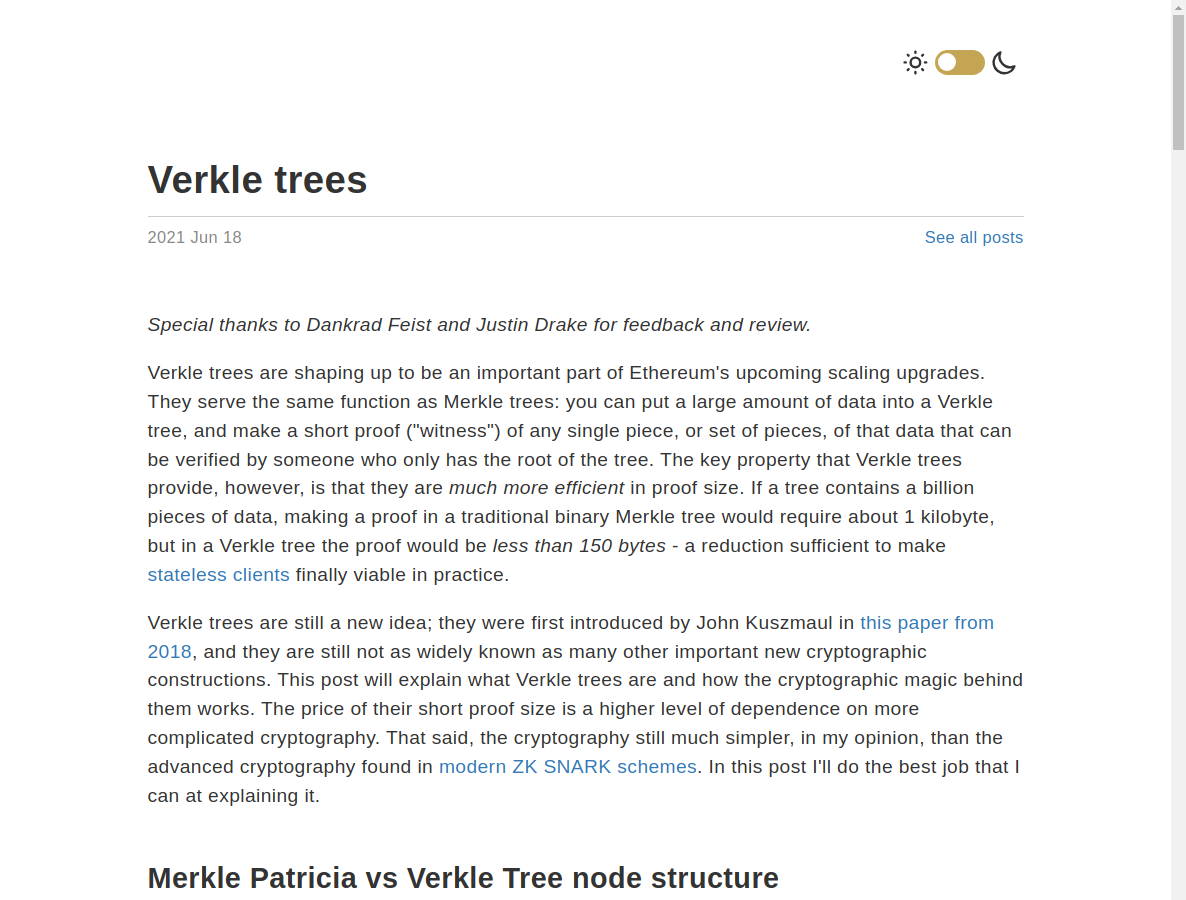 Verkle trees
2021 Jun 18
See all posts
Special thanks to Dankrad Feist and Justin Drake for feedback and review.
Verkle trees are shaping up to be an important part of Ethereum's upcoming scaling upgrades.
They serve the same function as Merkle trees: you can put a large amount of data into a Verkle
tree, and make a short proof ("witness") of any single piece, or set of pieces, of that data that can
be verified by someone who only has the root of the tree. The key property that Verkle trees
provide, however, is that they are much more efficient in proof size. If a tree contains a billion
pieces of data, making a proof in a traditional binary Merkle tree would require about 1 kilobyte,
but in a Verkle tree the proof would be less than 150 bytes - a reduction sufficient to make
stateless clients finally viable in practice.
Verkle trees are still a new idea; they were first introduced by John Kuszmaul in this paper from
2018, and they are still not as widely known as many other important new cryptographic
constructions. This post will explain what Verkle trees are and how the cryptographic magic behind
them works. The price of their short proof size is a higher level of dependence on more
complicated cryptography. That said, the cryptography still much simpler, in my opinion, than the
advanced cryptography found in modern ZK SNARK schemes. In this post I'll do the best job that I
can at explaining it.
Merkle Patricia vs Verkle Tree node structure